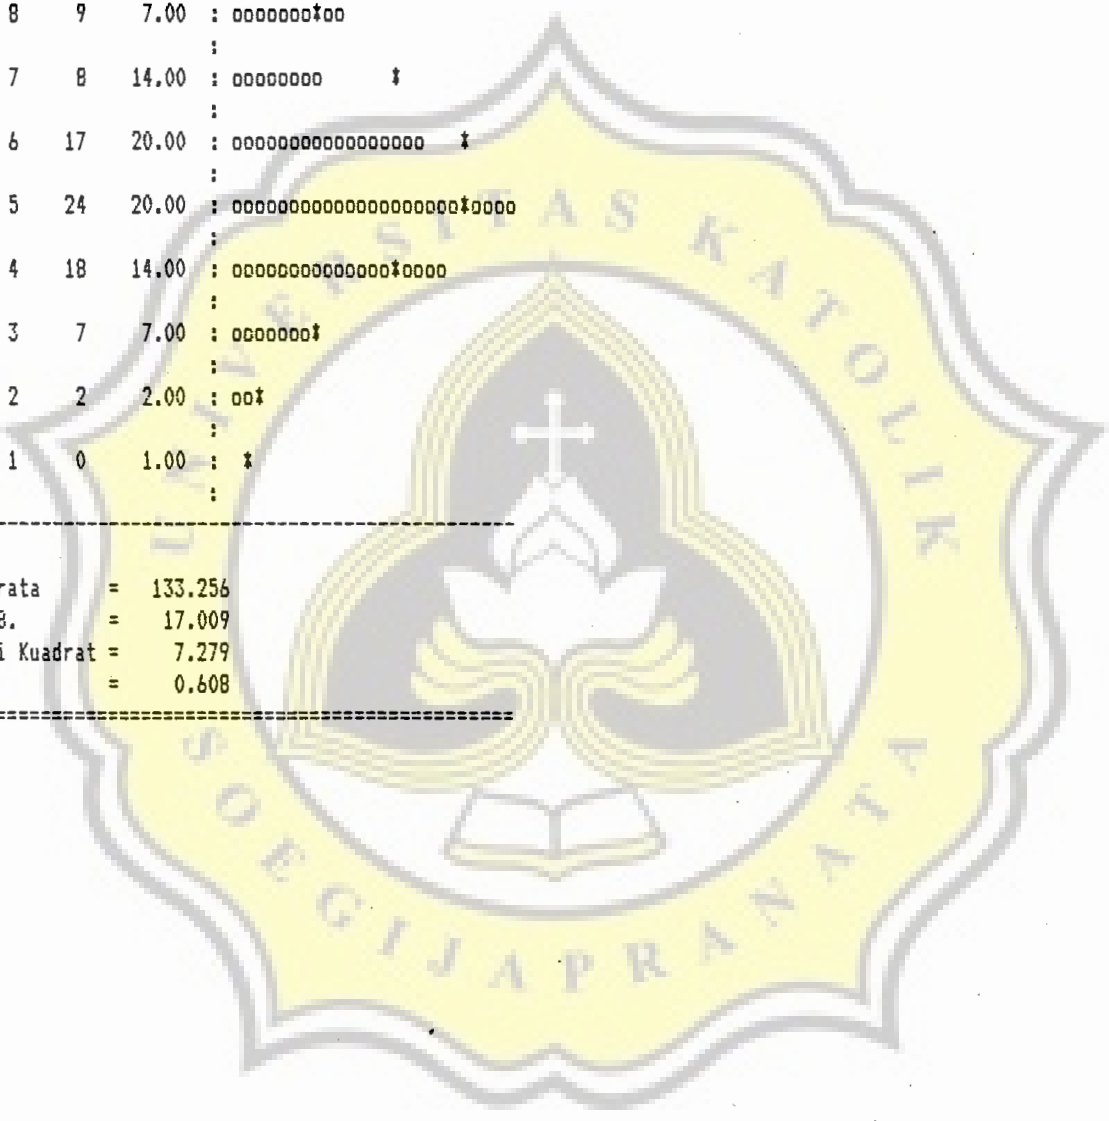 8 9 7.00 : ooooooo*oo
:
7 8 14.00 : oooooooo *
:
6 17 20.00 : ooooooooooooooooo *
:
5 24 20.00 : oooooooooooooooooooo*oooo
:
4 18 14.00 : oooooooooooooo*oooo
:
3 7 7.00 : ooooooo*
:
2 2 2.00 : oo*
:
1 0 1.00 : *
:
rata = 133.256
B. = 17.009
i Kuadrat = 7.279
= 0.608
UNIVERSITAS KATOLIK
SOEGIJAPRANATA